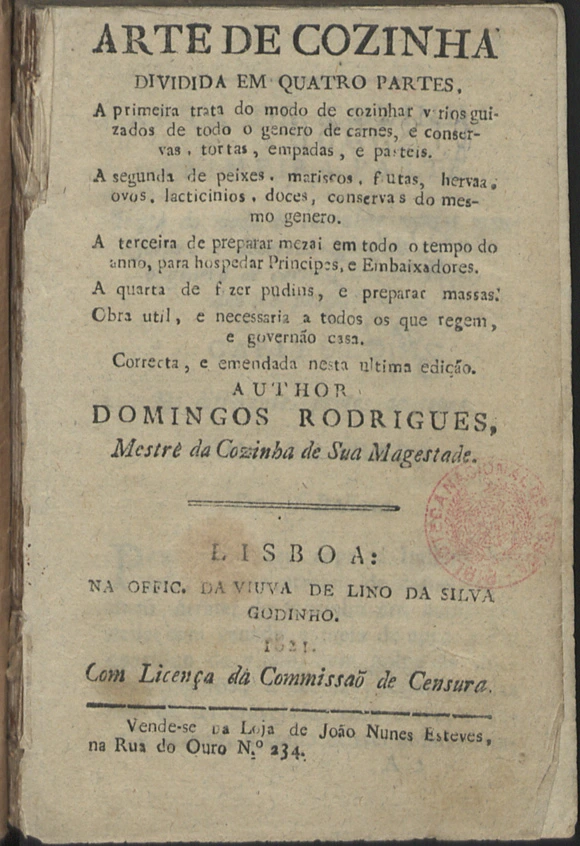 ARTE DE COZINHA
DIVIDIDA EM QUATRO PARTES,
A primeira trata do modo de cozinhar v rios gui-
zados de todo o genero de carnes, e conser-
vas, tortas, empadas, e pasteis.
A segunda de peixes, mariscos, frutas, hervas,
ovos, lacticinios, doces, conservas do mes-
mo genero.
A terceira de preparar mezai em todo o tempo do
anno, para hospedar Principes, e Embaixadores.
A quarta de f zer pudins, e preparar massas.
Obra util, e necessaria a todos os que regem,
e governão casa.
Correcta, e emendada nesta ultima edição.
AUTHOR
DOMINGOS RODRIGUES,
Mestre da Cozinha de Sua Magestade.
LISBOA:
NA OFFIC. DA VIUVA DE LINO DA SILVA
GODINHO.
1821.
Com Licença da Commissaõ de Censura.
Vende-se na Loja de João Nunes Esteves,
na Rua do Ouro N.º 234.